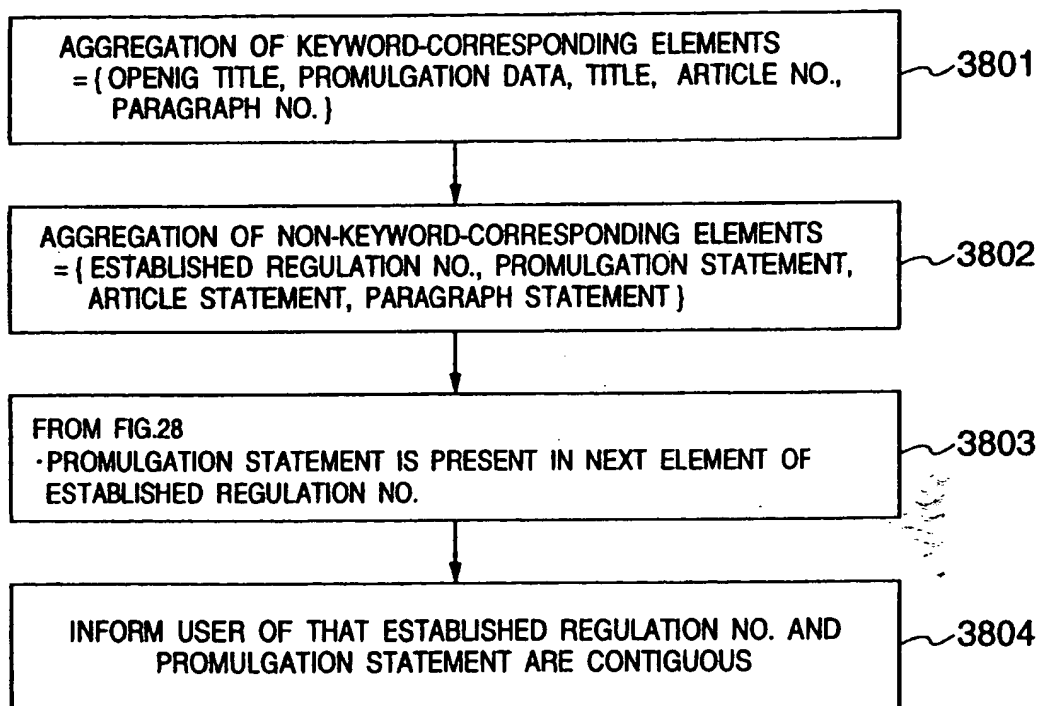 AGGREGATION OF KEYWORD-CORRESPONDING ELEMENTS
={OPENIG TITLE, PROMULGATION DATA, TITLE, ARTICLE NO.,
PARAGRAPH NO.}
3801
AGGREGATION OF NON-KEYWORD-CORRESPONDING ELEMENTS
={ESTABLISHED REGULATION NO., PROMULGATION STATEMENT,
ARTICLE STATEMENT, PARAGRAPH STATEMENT}
3802
FROM FIG.28
·PROMULGATION STATEMENT IS PRESENT IN NEXT ELEMENT OF
ESTABLISHED REGULATION NO.
3803
INFORM USER OF THAT ESTABLISHED REGULATION NO. AND
PROMULGATION STATEMENT ARE CONTIGUOUS
3804